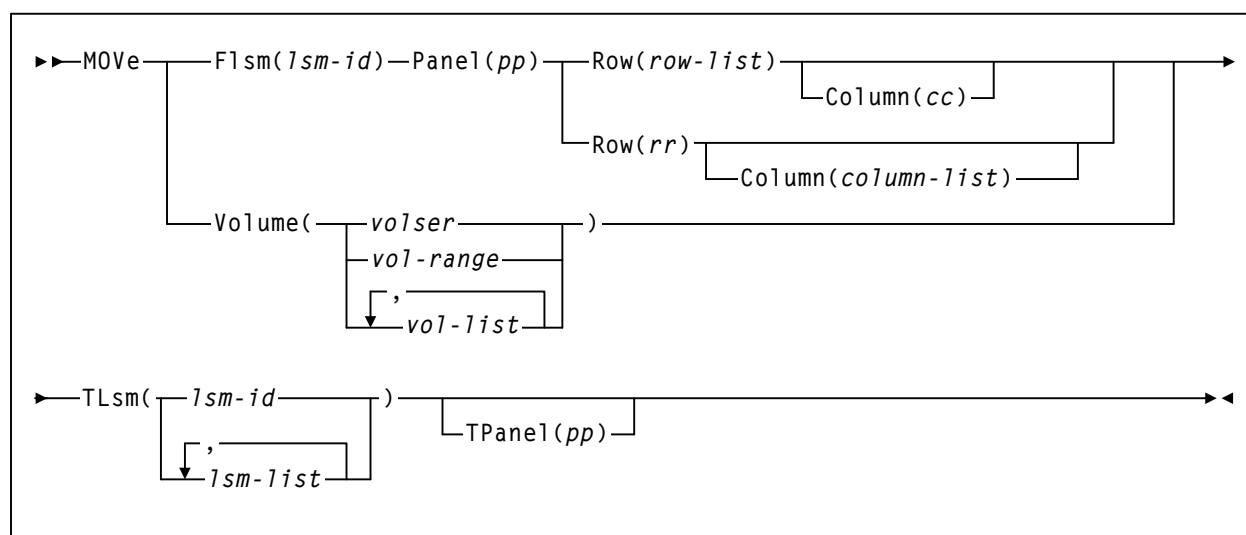 MOVe Flsm(lsm-id) Panel(pp) Row(row-list)
Column(cc)
Row(rr)
Column(column-list)
Volume( volser )
vol-range
,
vol-list
TLsm( lsm-id )
TPanel(pp)
,
lsm-list